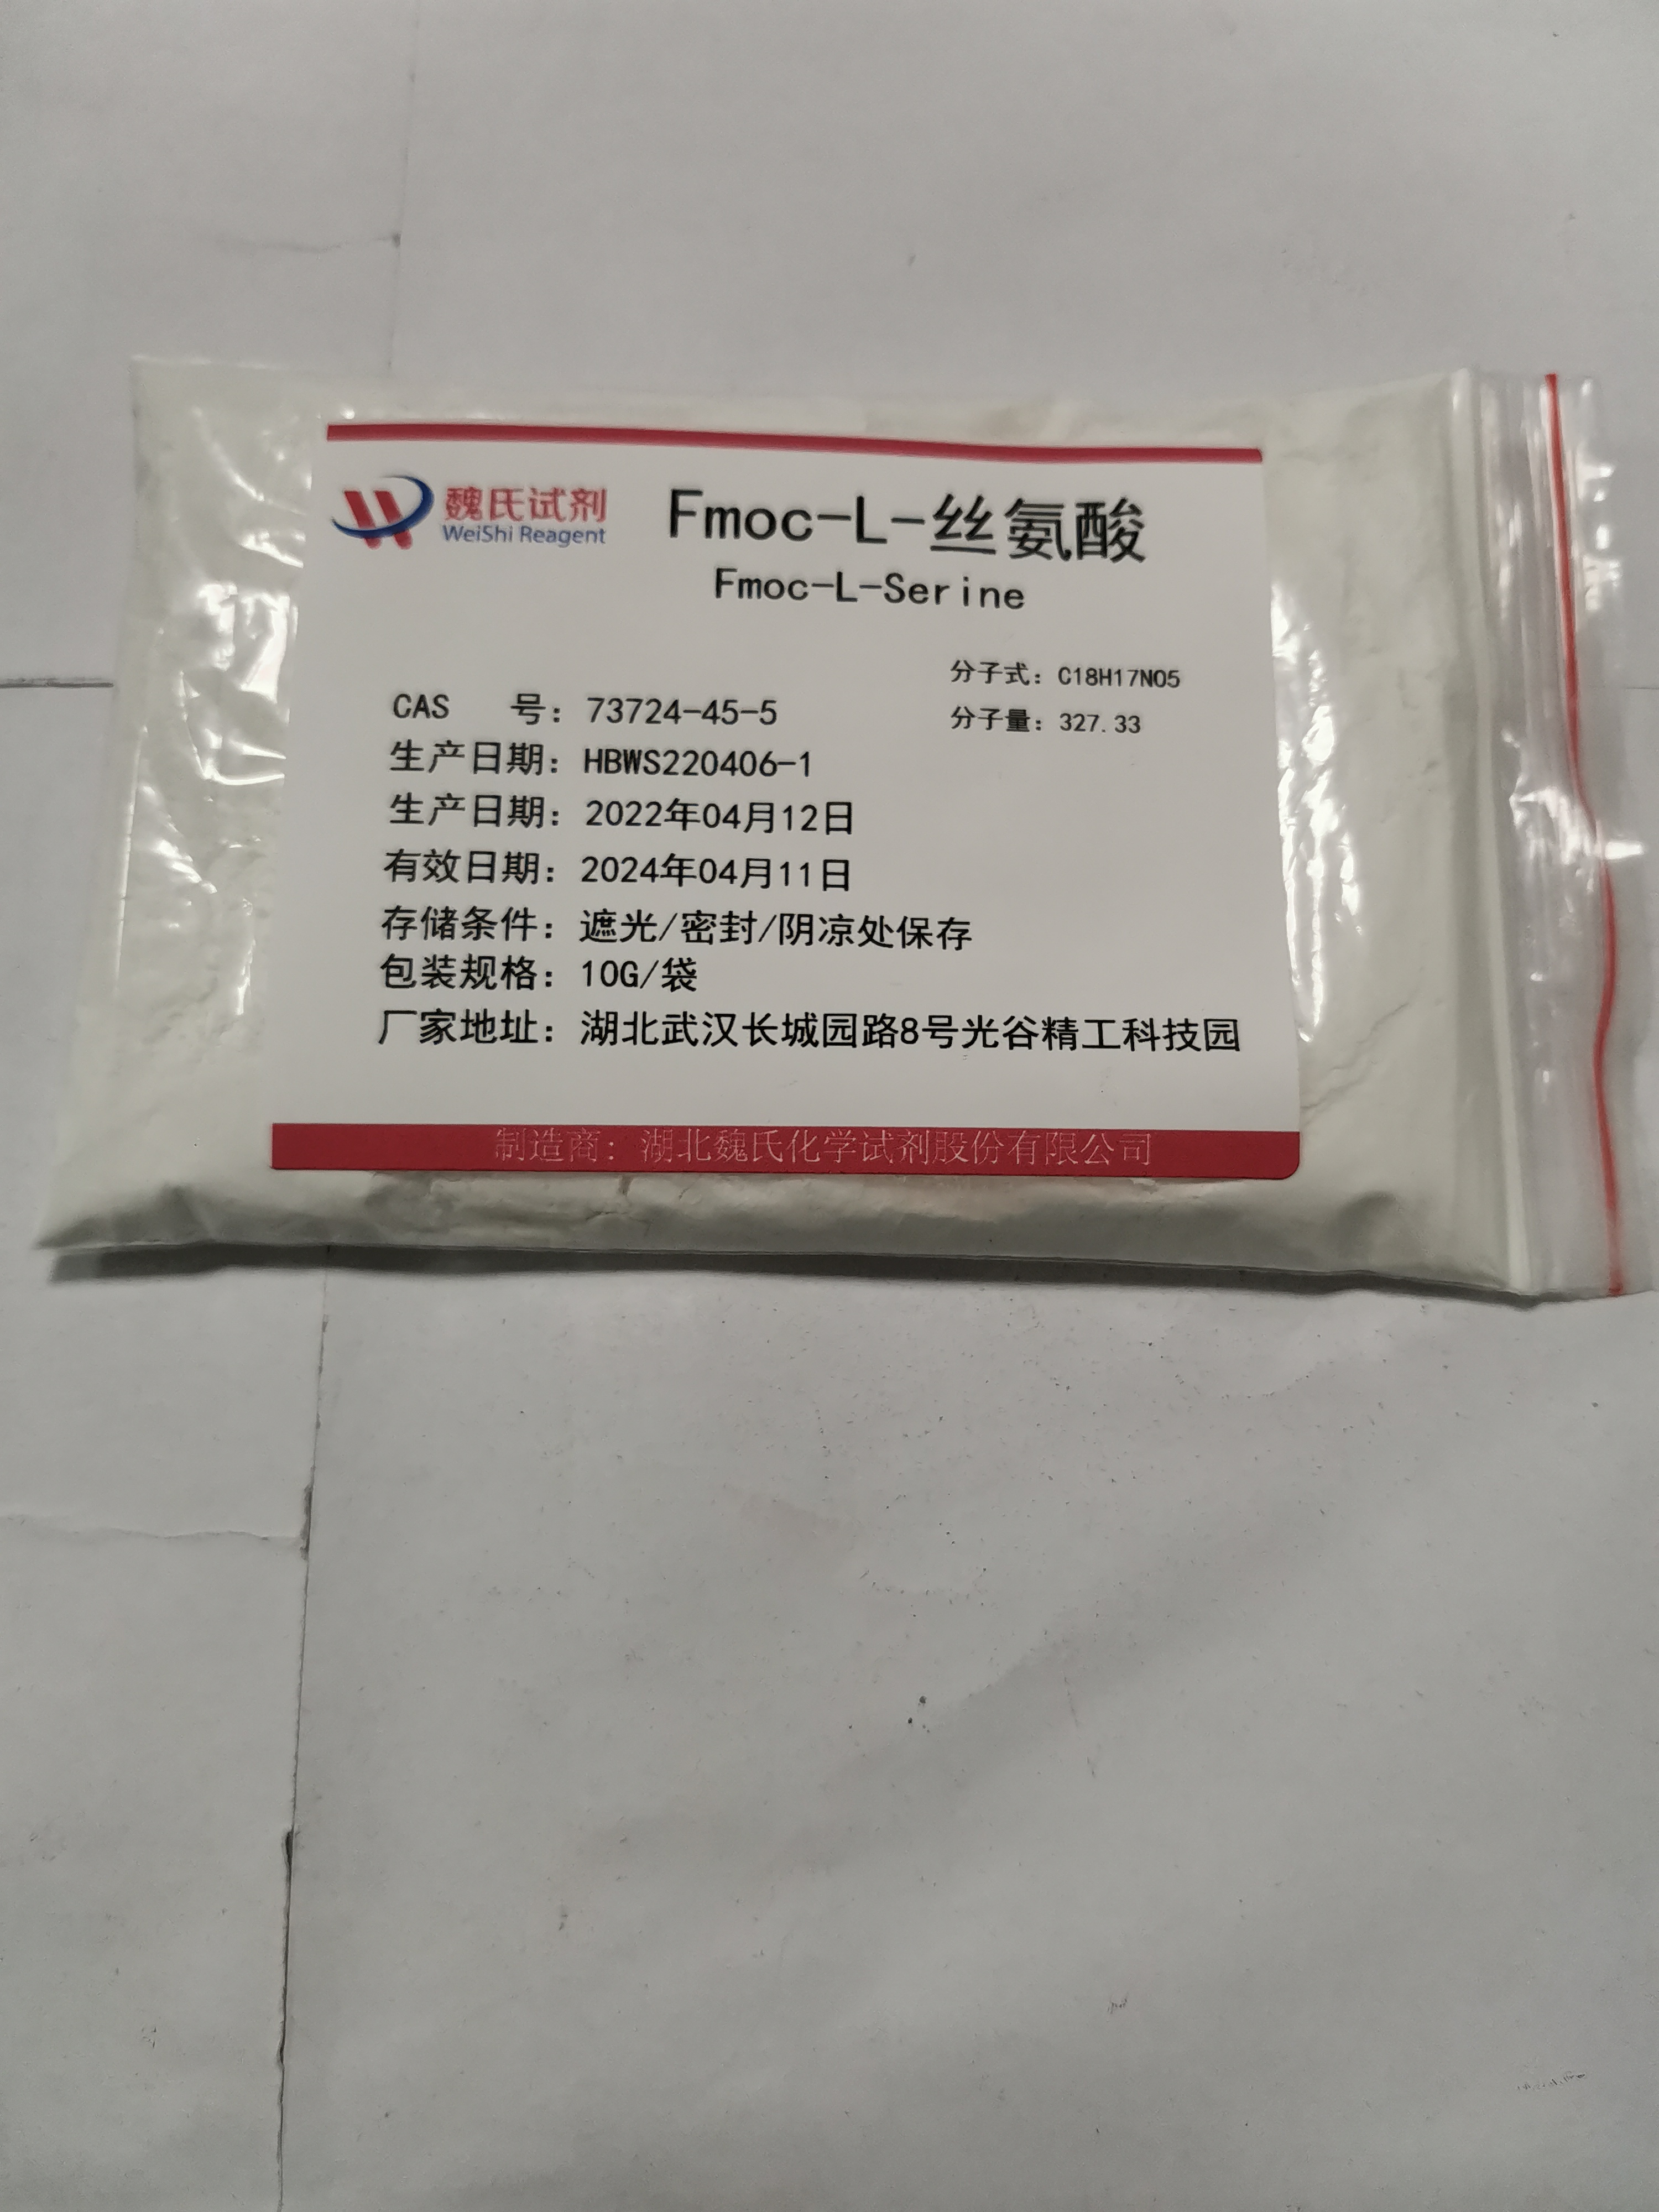 魏氏试剂
WeiShi Reagent
Fmoc-L-丝氨酸
Fmoc-L-Serine
分子式：C18H17NO5
分子量：327.33
CAS 号：73724-45-5
生产日期：HBWS220406-1
生产日期：2022年04月12日
有效日期：2024年04月11日
存储条件：遮光/密封/阴凉处保存
包装规格：10G/袋
厂家地址：湖北武汉长城园路8号光谷精工科技园
制造商：湖北魏氏化学试剂股份有限公司